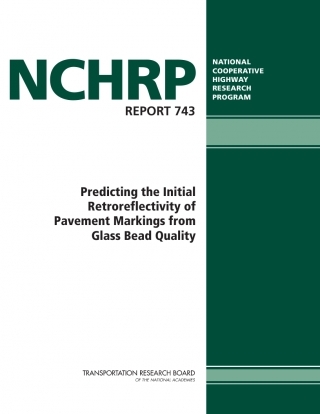 NCHRP
REPORT 743
NATIONAL
COOPERATIVE
HIGHWAY
RESEARCH
PROGRAM
Predicting the Initial
Retroreflectivity of
Pavement Markings from
Glass Bead Quality
TRANSPORTATION RESEARCH BOARD
OF THE NATIONAL ACADEMIES